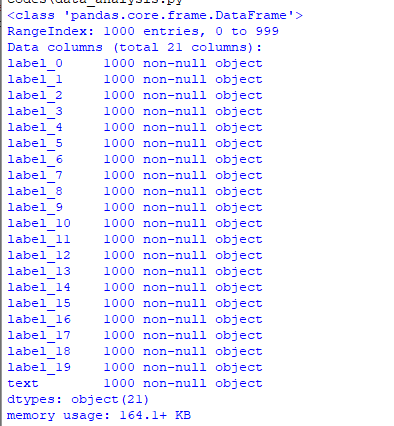 codes\data_analysis.py
<class 'pandas.core.frame.DataFrame'>
RangeIndex: 1000 entries, 0 to 999
Data columns (total 21 columns):
label_0     1000 non-null object
label_1     1000 non-null object
label_2     1000 non-null object
label_3     1000 non-null object
label_4     1000 non-null object
label_5     1000 non-null object
label_6     1000 non-null object
label_7     1000 non-null object
label_8     1000 non-null object
label_9     1000 non-null object
label_10    1000 non-null object
label_11    1000 non-null object
label_12    1000 non-null object
label_13    1000 non-null object
label_14    1000 non-null object
label_15    1000 non-null object
label_16    1000 non-null object
label_17    1000 non-null object
label_18    1000 non-null object
label_19    1000 non-null object
text        1000 non-null object
dtypes: object(21)
memory usage: 164.1+ KB